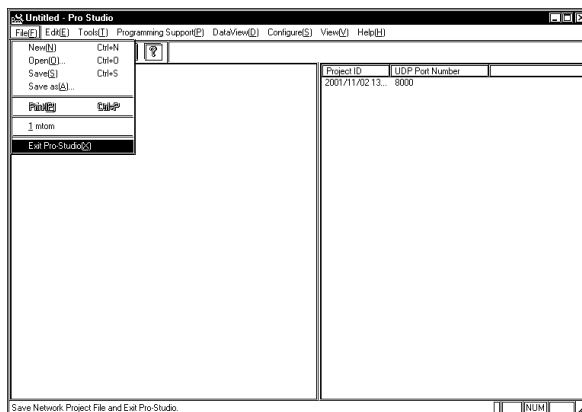 Untitled - Pro Studio
File(F) Edit(E) Tools(T) Programming Support(P) DataView(D) Configure(S) View(V) Help(H)
New(N) Ctrl+N
Open(O)... Ctrl+O
Save(S) Ctrl+S
Save as(A)...
Print(P) Ctrl+P
1 mtom
Exit Pro-Studio(X)
?
Project ID UDP Port Number
2001/11/02 13... 8000
Save Network Project File and Exit Pro-Studio.
NUM